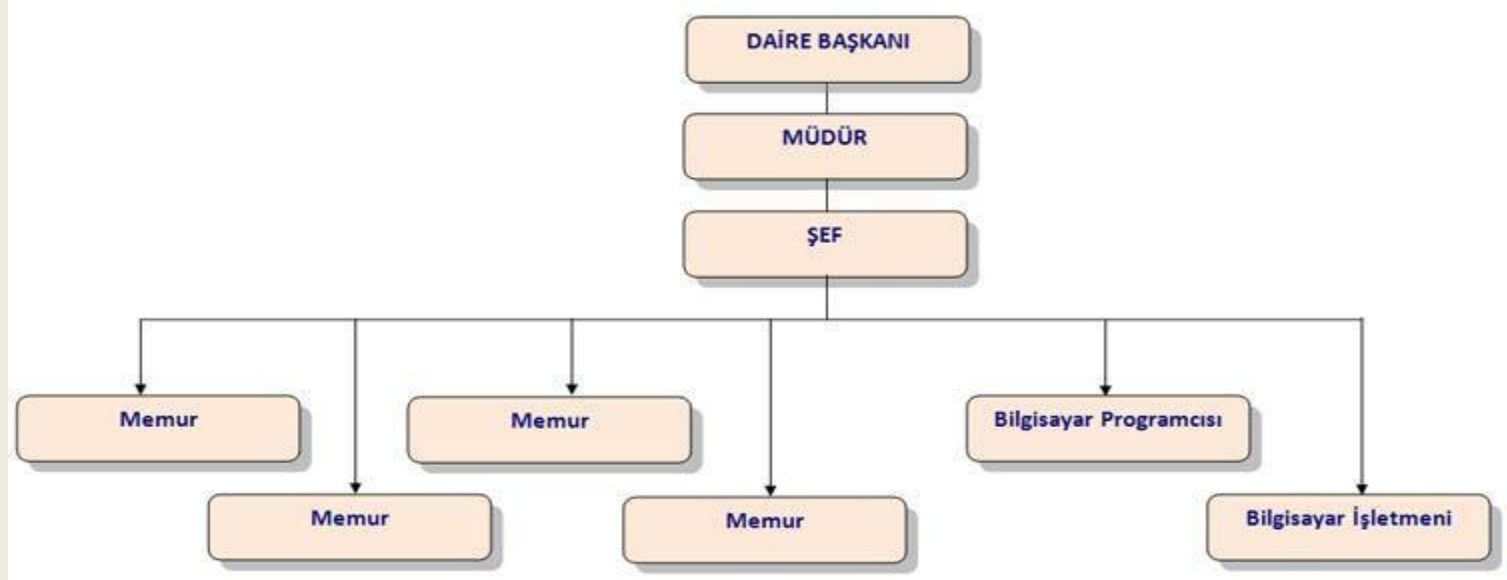 DAİRE BAŞKANI
MÜDÜR
ŞEF
Memur
Memur
Bilgisayar Programcısı
Memur
Memur
Bilgisayar İşletmeni